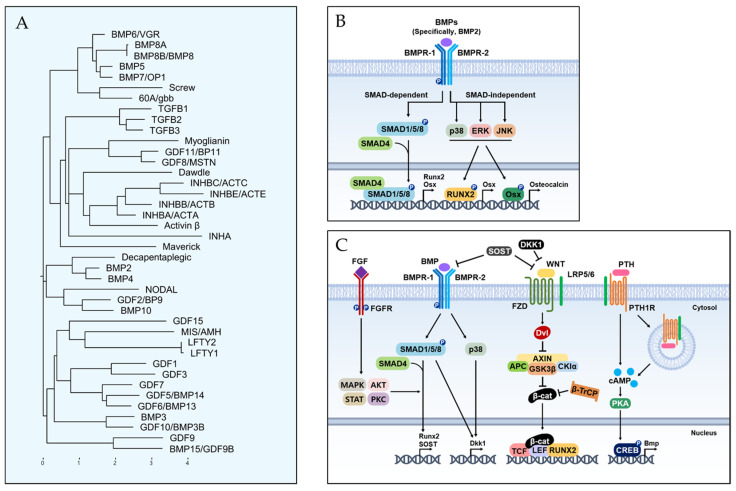 A
BMP6/VGR
BMP8A
BMP8B/BMP8
BMP5
BMP7/OP1
Screw
60A/gbb
TGFB1
TGFB2
TGFB3
Myoglianin
GDF11/BP11
GDF8/MSTN
Dawdle
INHBC/ACTC
INHBE/ACTE
INHBB/ACTB
INHBA/ACTA
Activin β
INHA
Maverick
Decapentaplegic
BMP2
BMP4
NODAL
GDF2/BP9
BMP10
GDF15
MIS/AMH
LFTY2
LFTY1
GDF1
GDF3
GDF7
GDF5/BMP14
GDF6/BMP13
BMP3
GDF10/BMP3B
GDF9
BMP15/GDF9B
0 1 2 3 4
B
BMPs
(Specifically, BMP2)
BMPR-1 BMPR-2
P
SMAD-dependent SMAD-independent
P
SMAD1/5/8 p38 ERK JNK
SMAD4
SMAD4 Runx2
Osx
P
SMAD1/5/8
P
RUNX2 Osx
P
Osx Osteocalcin
C
SOST DKK1
FGF BMP WNT PTH
BMPR-1 BMPR-2 LRP5/6
P P FGFR P FZD PTH1R Cytosol
Dvl
P
SMAD1/5/8 p38
SMAD4
AXIN
APC GSK3β CKIα
MAPK AKT
STAT PKC
cAMP
β-cat β-TrCP
PKA
Nucleus
Runx2
SOST
Dkk1
β-cat
TCF LEF RUNX2
P
CREB Bmp